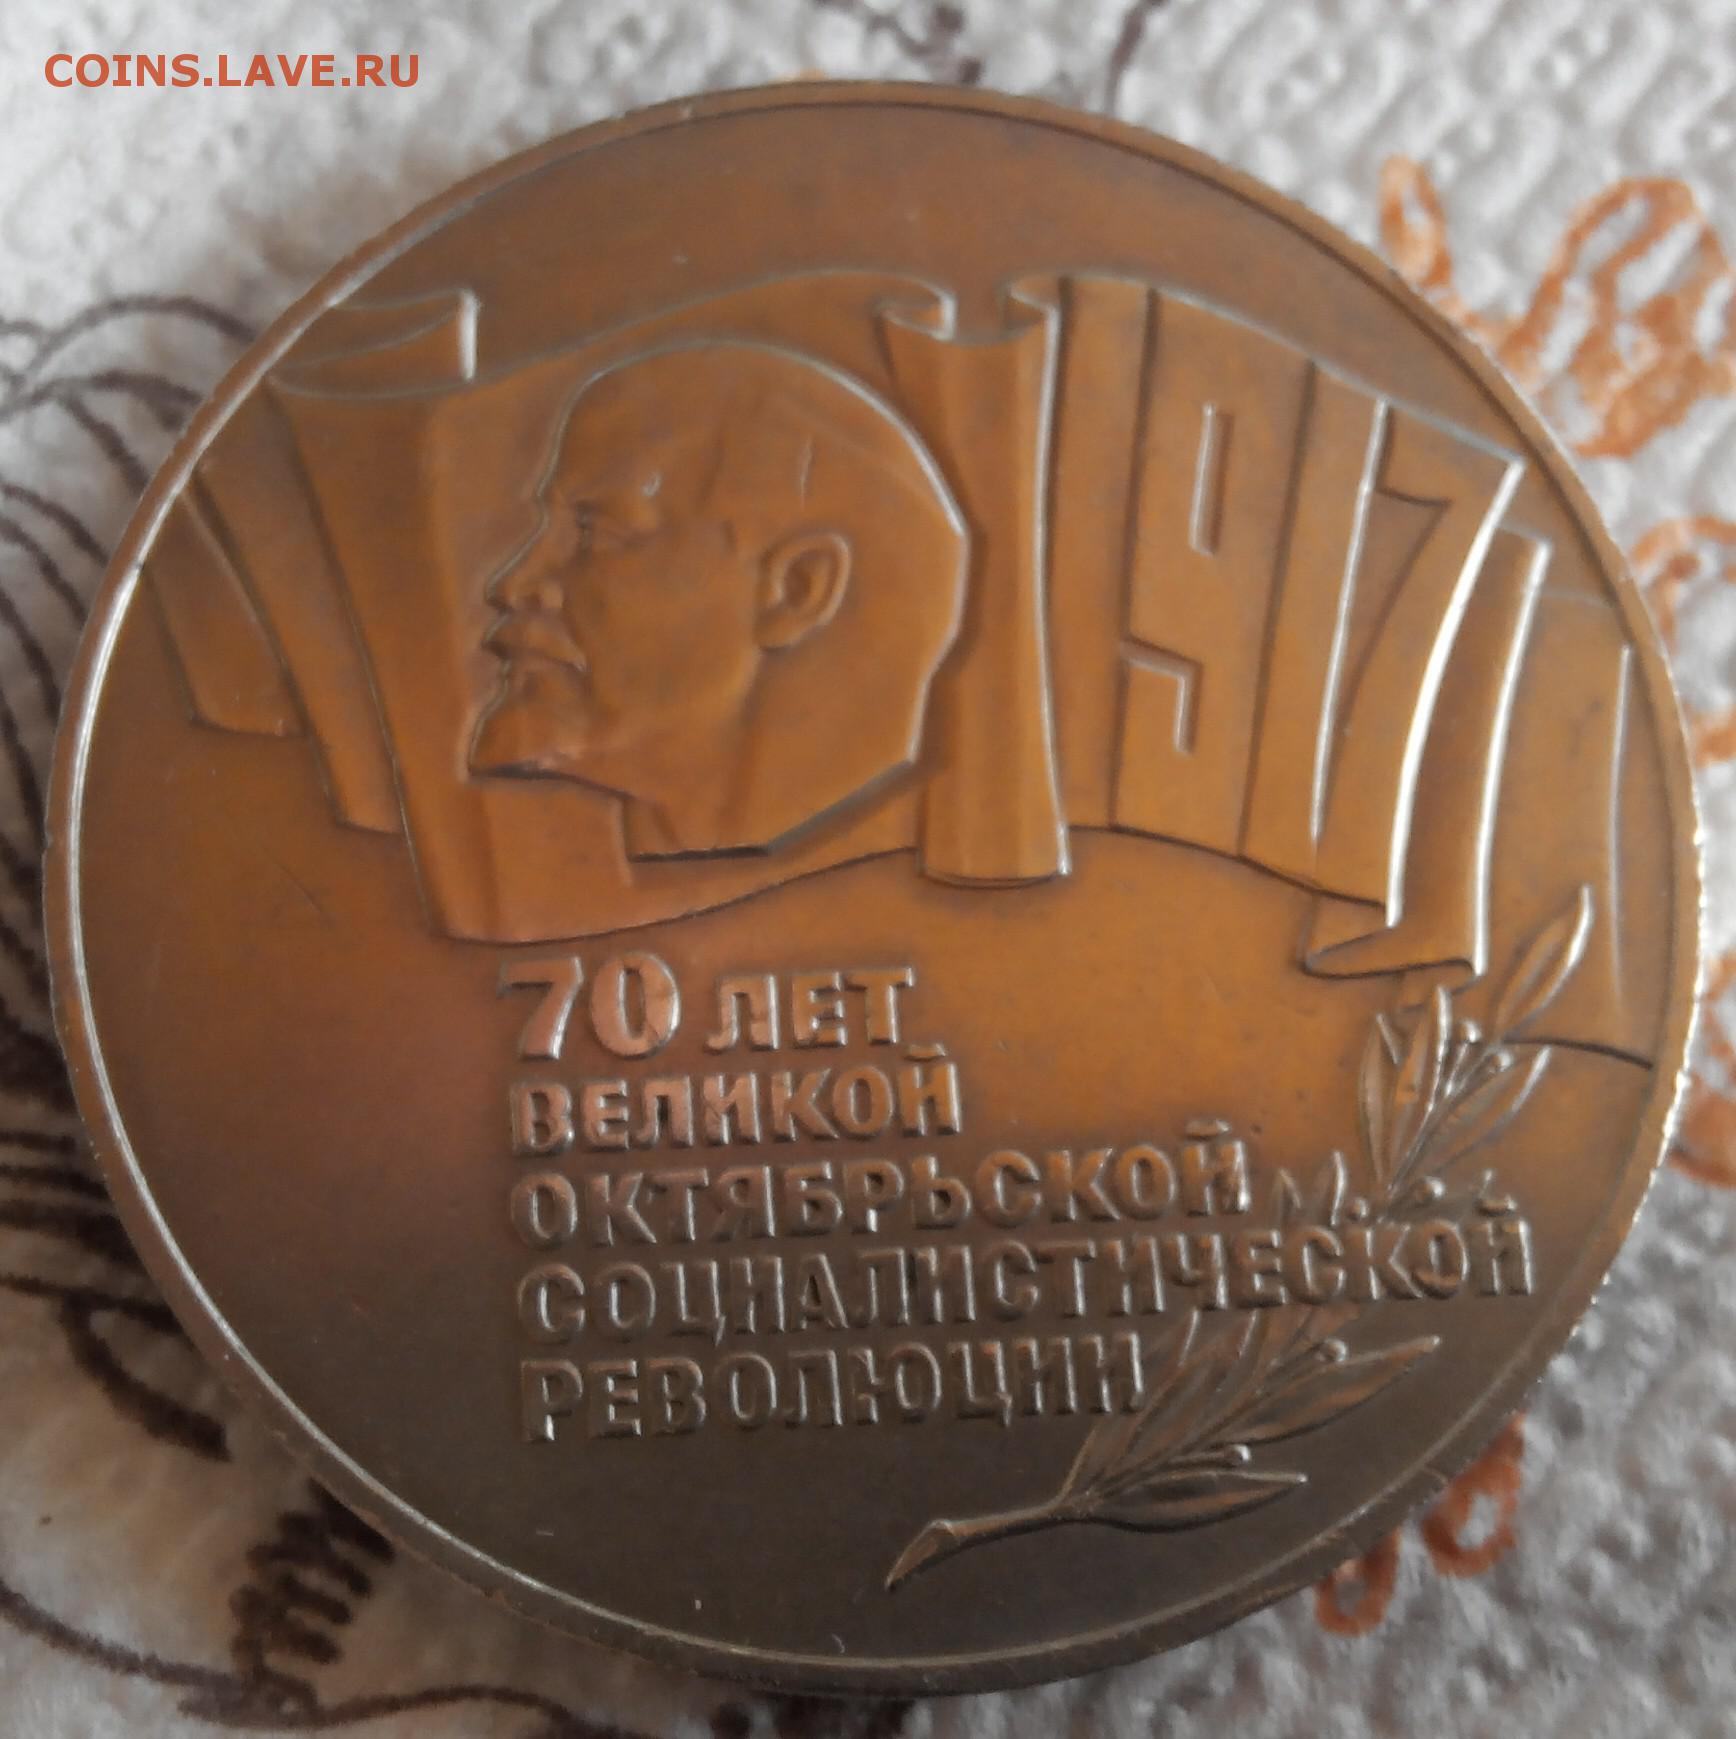 COINS.LAVE.RU
1917
70 ЛЕТ
ВЕЛИКОЙ
ОКТЯБРЬСКОЙ
СОЦИАЛИСТИЧЕСКОЙ
РЕВОЛЮЦИИ